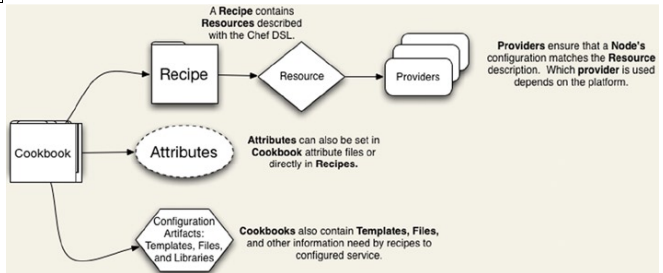 A Recipe contains
Resources described
with the Chef DSL.
Recipe
Resource
Providers
Providers ensure that a Node's
configuration matches the Resource
description. Which provider is used
depends on the platform.
Cookbook
Attributes
Attributes can also be set in
Cookbook attribute files or
directly in Recipes.
Configuration
Artifacts:
Templates, Files,
and Libraries
Cookbooks also contain Templates, Files,
and other information need by recipes to
configured service.